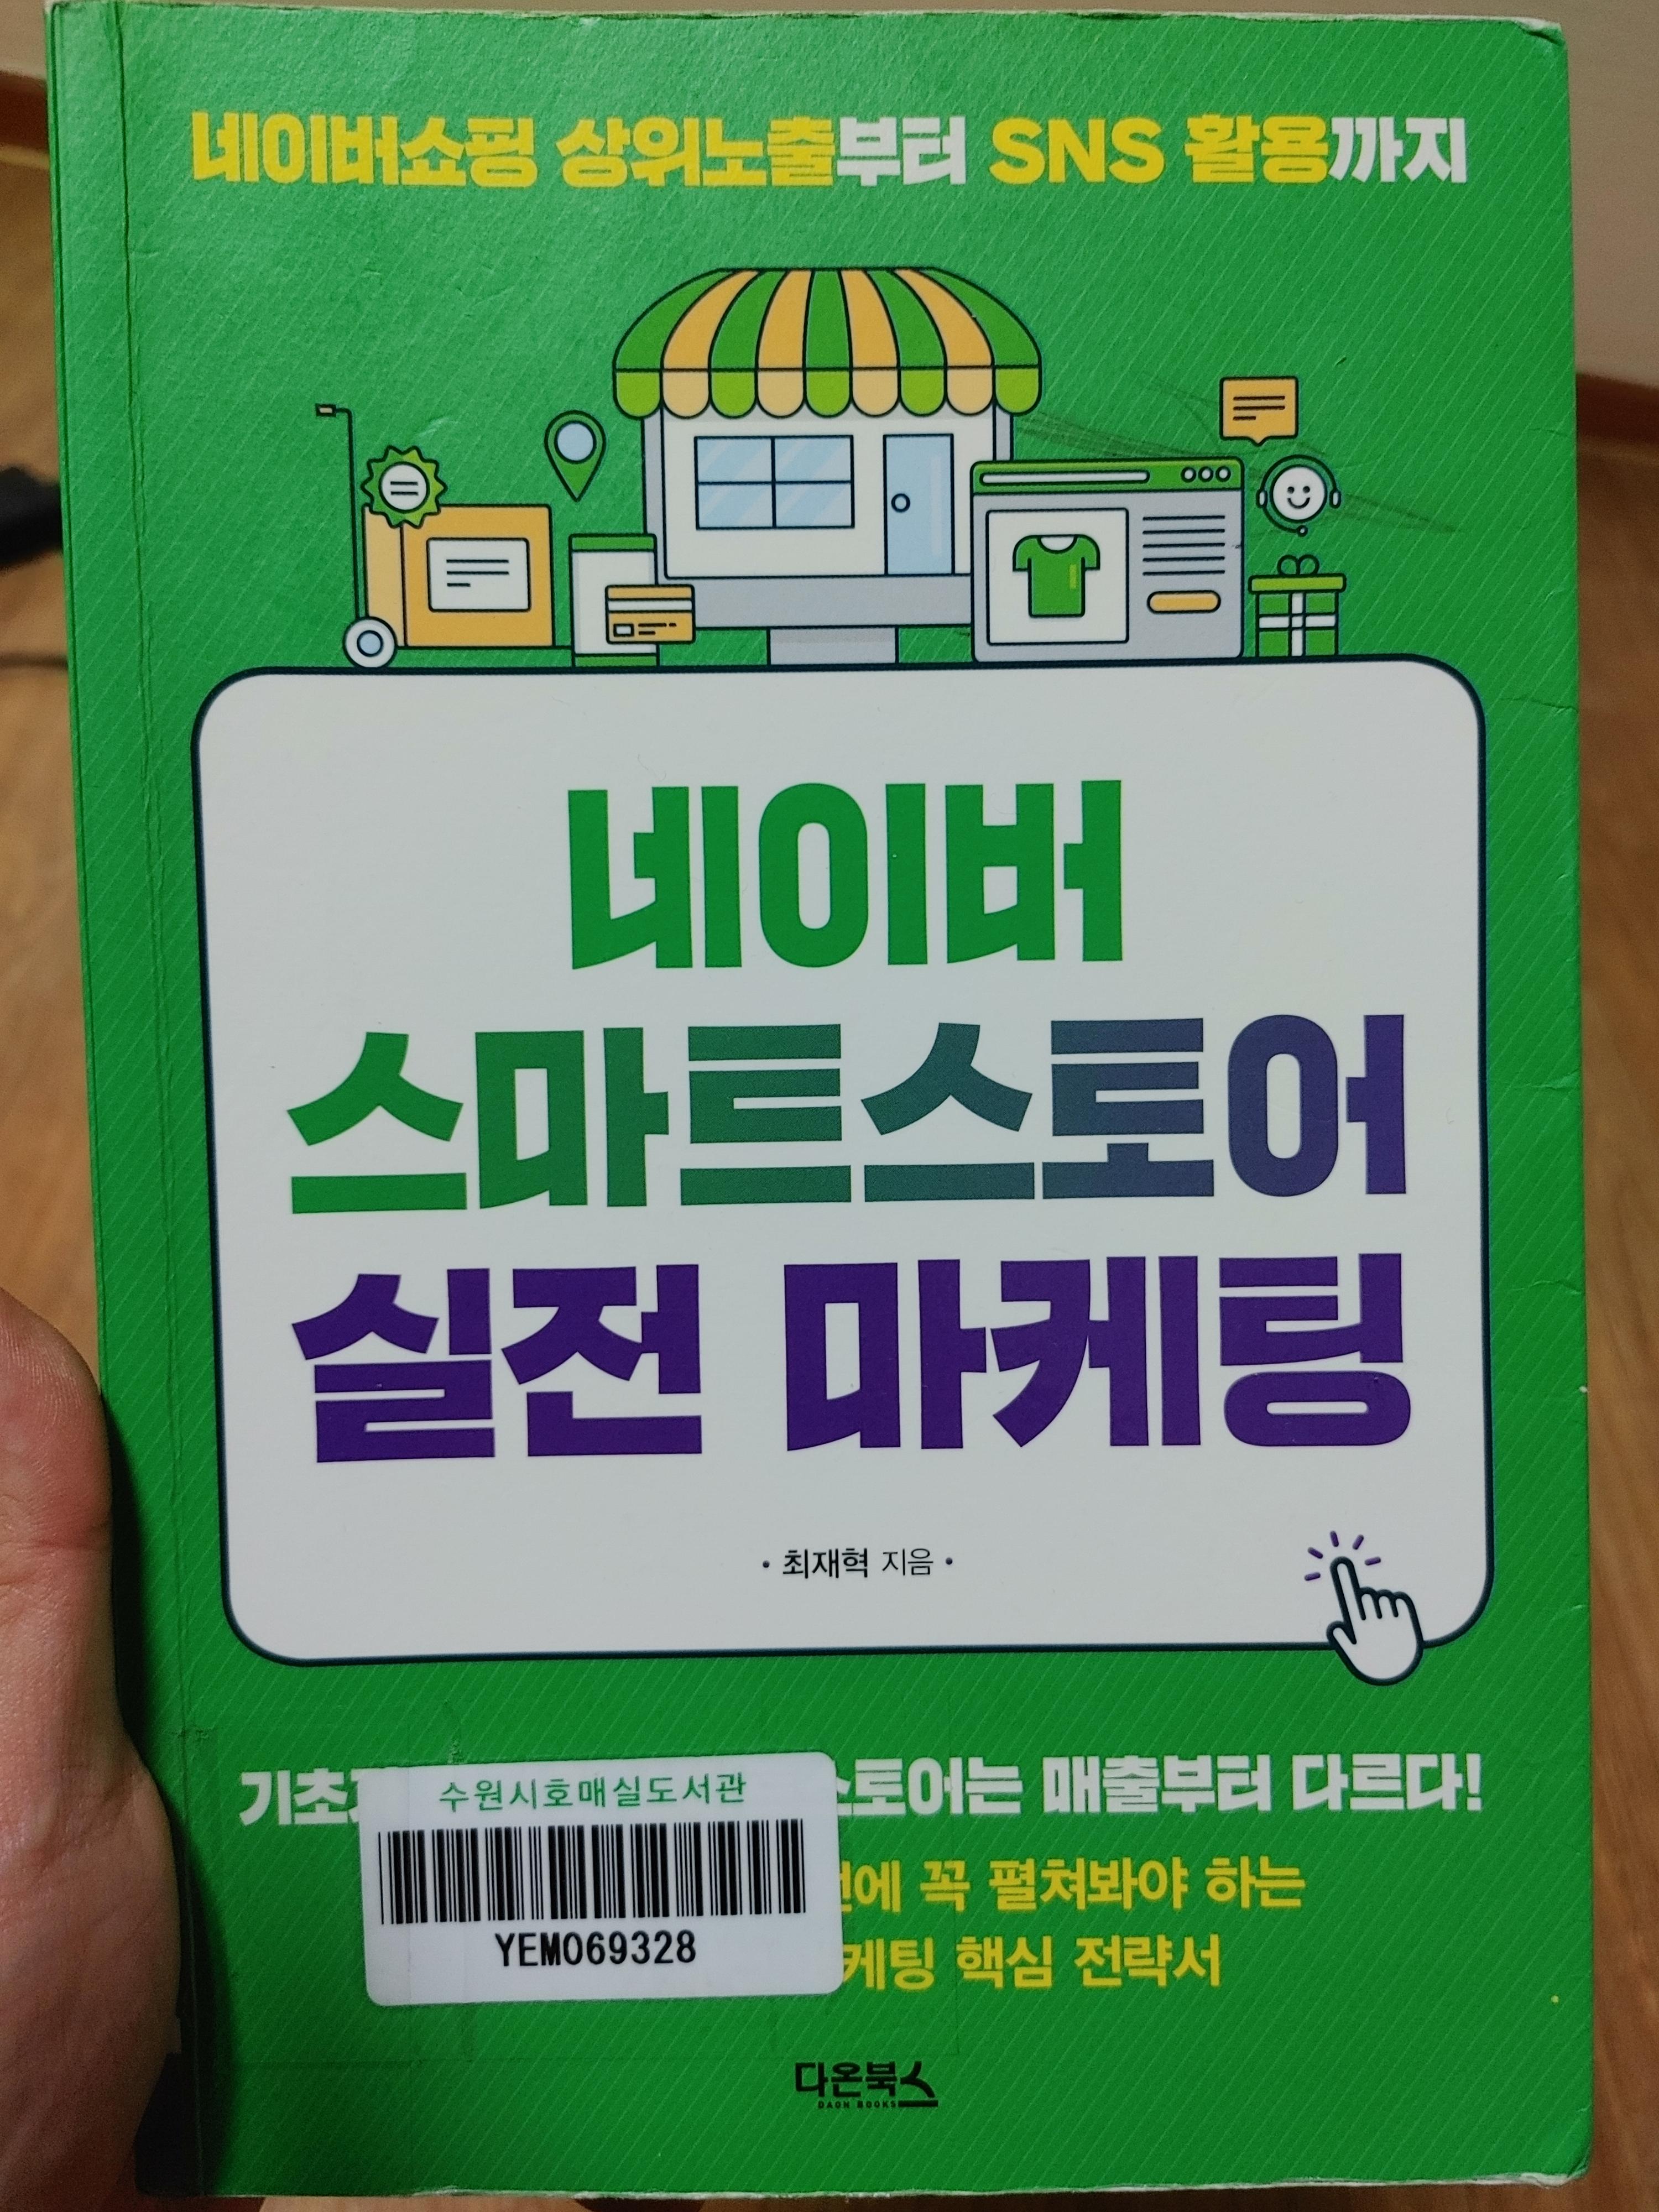 네이버쇼핑 상위노출부터 SNS 활용까지
네이버
스마트스토어
실전 마케팅
• 최재혁 지음 •
기초 스토어는 매출부터 다르다!
수원시호매실도서관
YEM069328
꼭 펼쳐봐야 하는
핵심 전략서
다온북스
DAON BOOKS